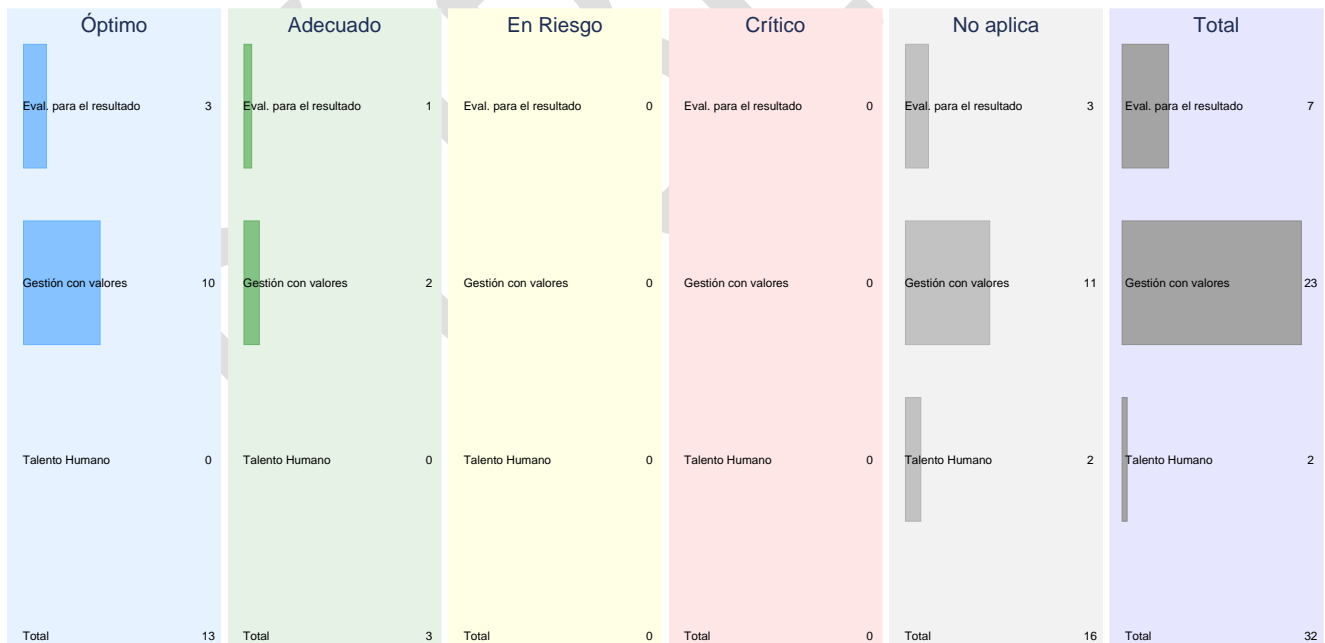 Óptimo Adecuado En Riesgo Crítico No aplica Total
Eval. para el resultado 3 Eval. para el resultado 1 Eval. para el resultado 0 Eval. para el resultado 0 Eval. para el resultado 3 Eval. para el resultado 7
Gestión con valores 10 Gestión con valores 2 Gestión con valores 0 Gestión con valores 0 Gestión con valores 11 Gestión con valores 23
Talento Humano 0 Talento Humano 0 Talento Humano 0 Talento Humano 0 Talento Humano 2 Talento Humano 2
Total 13 Total 3 Total 0 Total 0 Total 16 Total 32